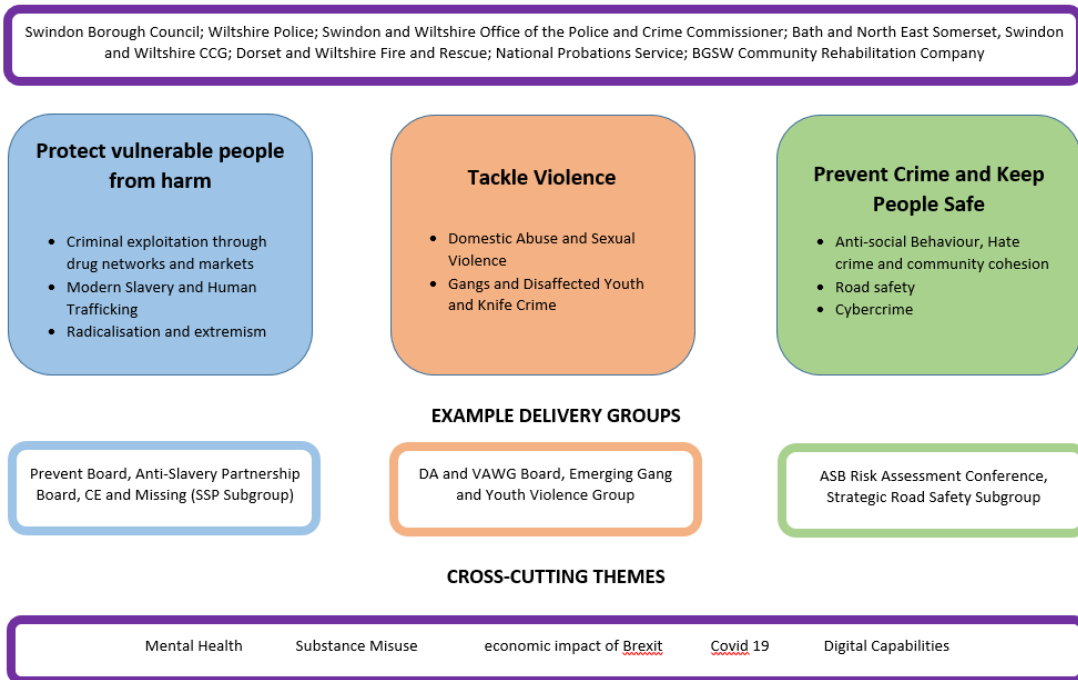 Swindon Borough Council; Wiltshire Police; Swindon and Wiltshire Office of the Police and Crime Commissioner; Bath and North East Somerset, Swindon
and Wiltshire CCG; Dorset and Wiltshire Fire and Rescue; National Probations Service; BGSW Community Rehabilitation Company
Protect vulnerable people
from harm
• Criminal exploitation through
drug networks and markets
• Modern Slavery and Human
Trafficking
• Radicalisation and extremism
Tackle Violence
• Domestic Abuse and Sexual
Violence
• Gangs and Disaffected Youth
and Knife Crime
Prevent Crime and Keep
People Safe
• Anti-social Behaviour, Hate
crime and community cohesion
• Road safety
• Cybercrime
EXAMPLE DELIVERY GROUPS
Prevent Board, Anti-Slavery Partnership
Board, CE and Missing (SSP Subgroup)
DA and VAWG Board, Emerging Gang
and Youth Violence Group
ASB Risk Assessment Conference,
Strategic Road Safety Subgroup
CROSS-CUTTING THEMES
Mental Health Substance Misuse economic impact of Brexit Covid 19 Digital Capabilities